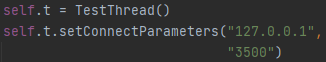 self.t = TestThread()
self.t.setConnectParameters("127.0.0.1",
"3500")